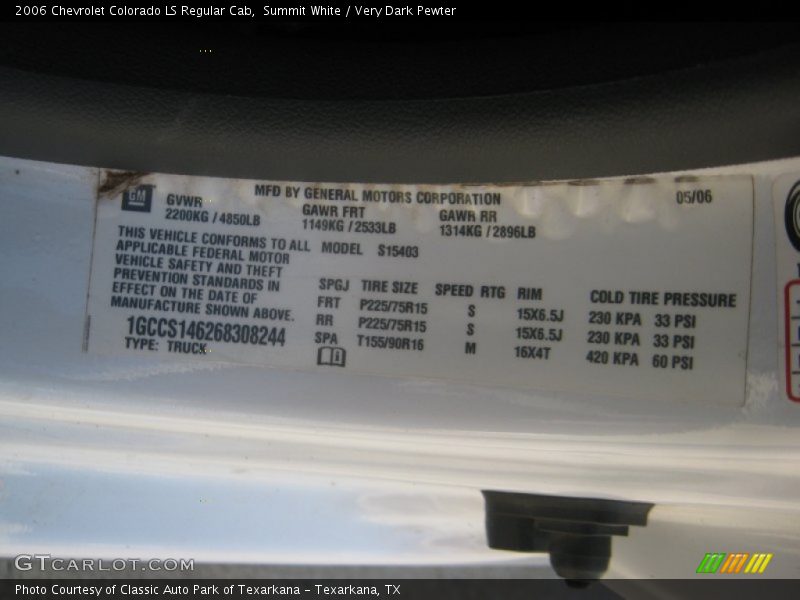 2006 Chevrolet Colorado LS Regular Cab, Summit White / Very Dark Pewter
GM
MFD BY GENERAL MOTORS CORPORATION 05/06
GVWR GAWR FRT GAWR RR
2200KG / 4850LB 1149KG / 2533LB 1314KG / 2896LB
THIS VEHICLE CONFORMS TO ALL
APPLICABLE FEDERAL MOTOR
VEHICLE SAFETY AND THEFT
PREVENTION STANDARDS IN
EFFECT ON THE DATE OF
MANUFACTURE SHOWN ABOVE.
1GCCS146268308244
TYPE: TRUCK
MODEL S15403
SPGJ TIRE SIZE SPEED RTG RIM COLD TIRE PRESSURE
FRT P225/75R15 S 15X6.5J 230 KPA 33 PSI
RR P225/75R15 S 15X6.5J 230 KPA 33 PSI
SPA T155/90R16 M 16X4T 420 KPA 60 PSI
GTCARLOT.COM
Photo Courtesy of Classic Auto Park of Texarkana - Texarkana, TX